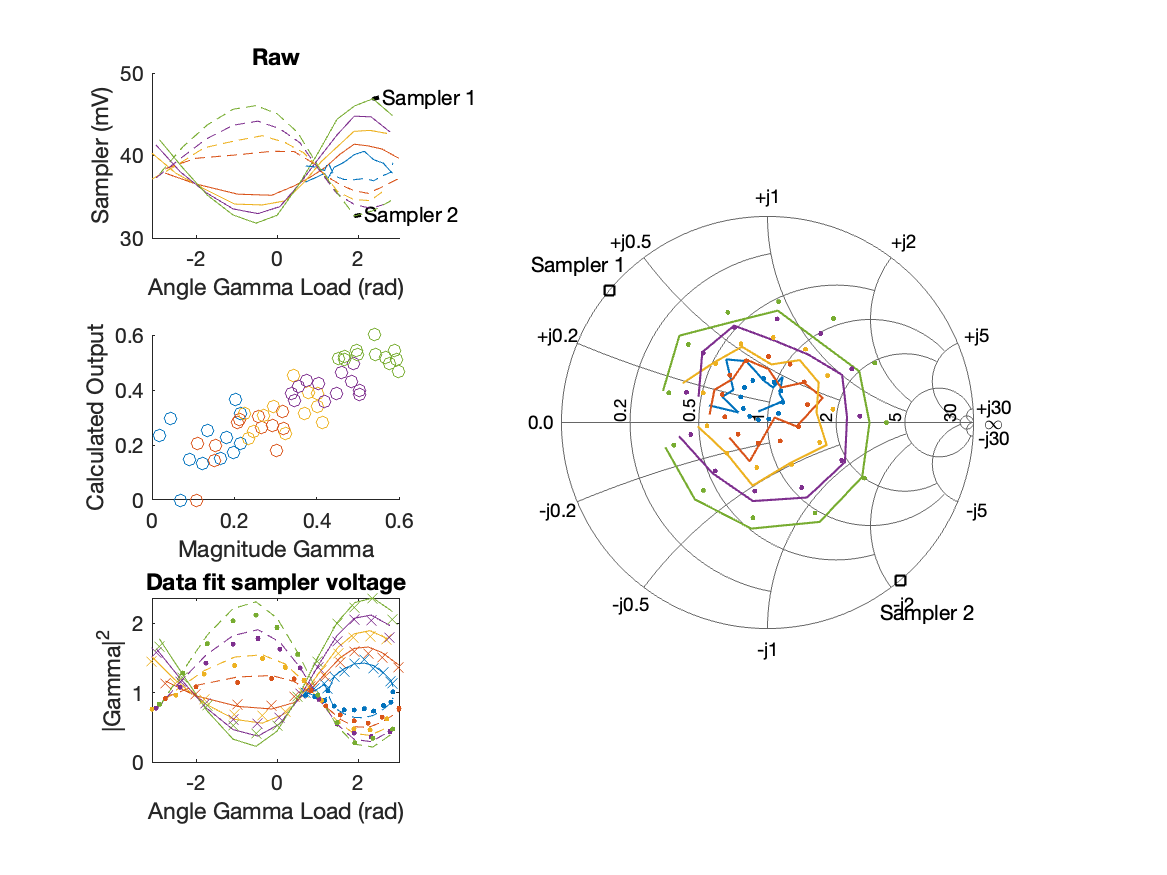 Raw
50
40
30
Sampler (mV)
Sampler 1
Sampler 2
-2
0
2
Angle Gamma Load (rad)
0.6
0.4
0.2
0
Calculated Output
0
0.2
0.4
0.6
Magnitude Gamma
Data fit sampler voltage
2
1
0
|Gamma|2
-2
0
2
Angle Gamma Load (rad)
+j1
+j0.5
+j2
Sampler 1
+j0.2
+j5
0.0
0.2
0.5
1
2
5
30
+j30
∞
-j30
-j0.2
-j5
-j0.5
-j2
Sampler 2
-j1